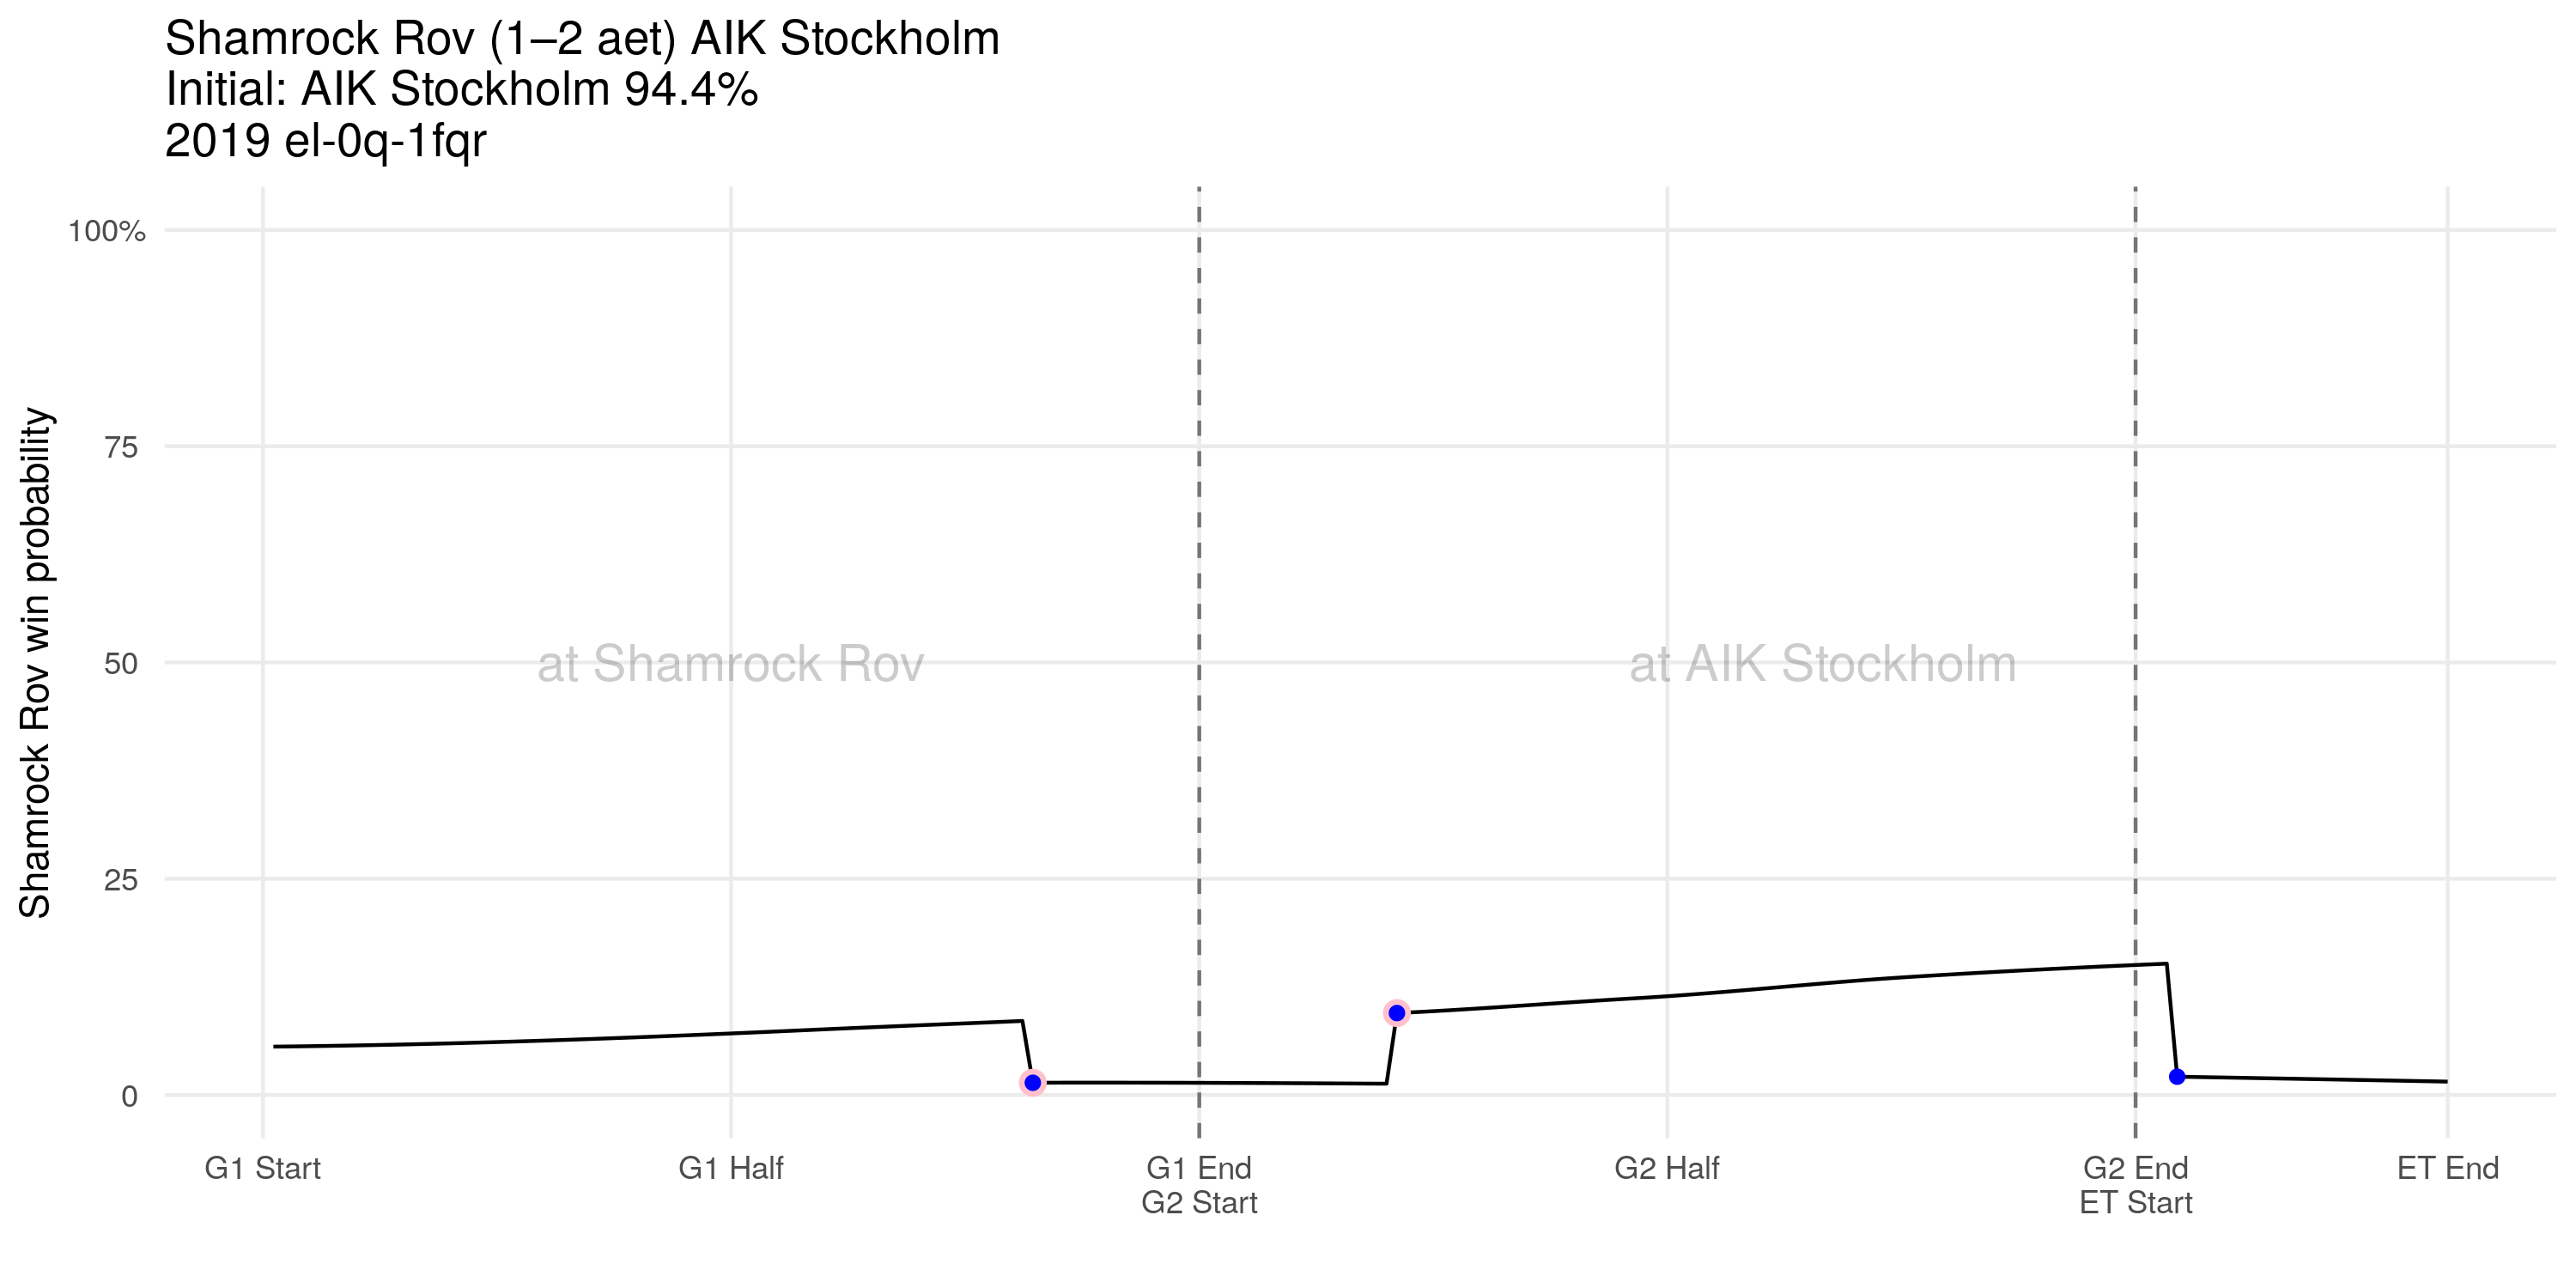 Shamrock Rov (1–2 aet) AIK Stockholm
Initial: AIK Stockholm 94.4%
2019 el-0q-1fqr
Shamrock Rov win probability
100%
75
50
25
0
at Shamrock Rov
at AIK Stockholm
G1 Start
G1 Half
G1 End
G2 Start
G2 Half
G2 End
ET Start
ET End